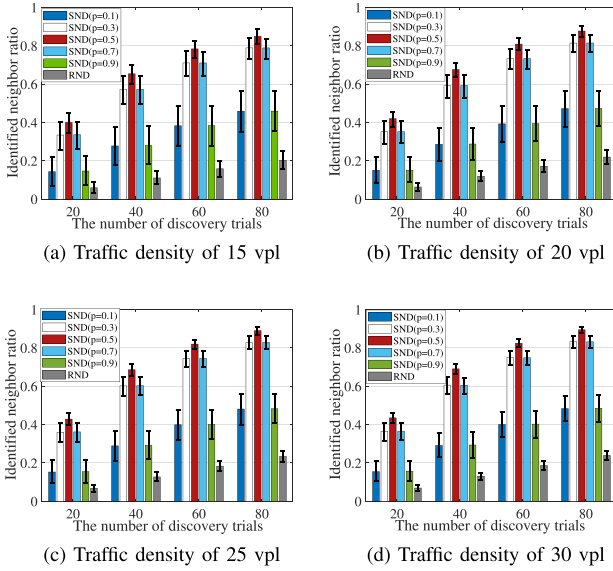 Identified neighbor ratio
1
0.8
0.6
0.4
0.2
0
SND(p=0.1)
SND(p=0.3)
SND(p=0.5)
SND(p=0.7)
SND(p=0.9)
RND
20 40 60 80
The number of discovery trials
(a) Traffic density of 15 vpl
Identified neighbor ratio
1
0.8
0.6
0.4
0.2
0
SND(p=0.1)
SND(p=0.3)
SND(p=0.5)
SND(p=0.7)
SND(p=0.9)
RND
20 40 60 80
The number of discovery trials
(b) Traffic density of 20 vpl
Identified neighbor ratio
1
0.8
0.6
0.4
0.2
0
SND(p=0.1)
SND(p=0.3)
SND(p=0.5)
SND(p=0.7)
SND(p=0.9)
RND
20 40 60 80
The number of discovery trials
(c) Traffic density of 25 vpl
Identified neighbor ratio
1
0.8
0.6
0.4
0.2
0
SND(p=0.1)
SND(p=0.3)
SND(p=0.5)
SND(p=0.7)
SND(p=0.9)
RND
20 40 60 80
The number of discovery trials
(d) Traffic density of 30 vpl